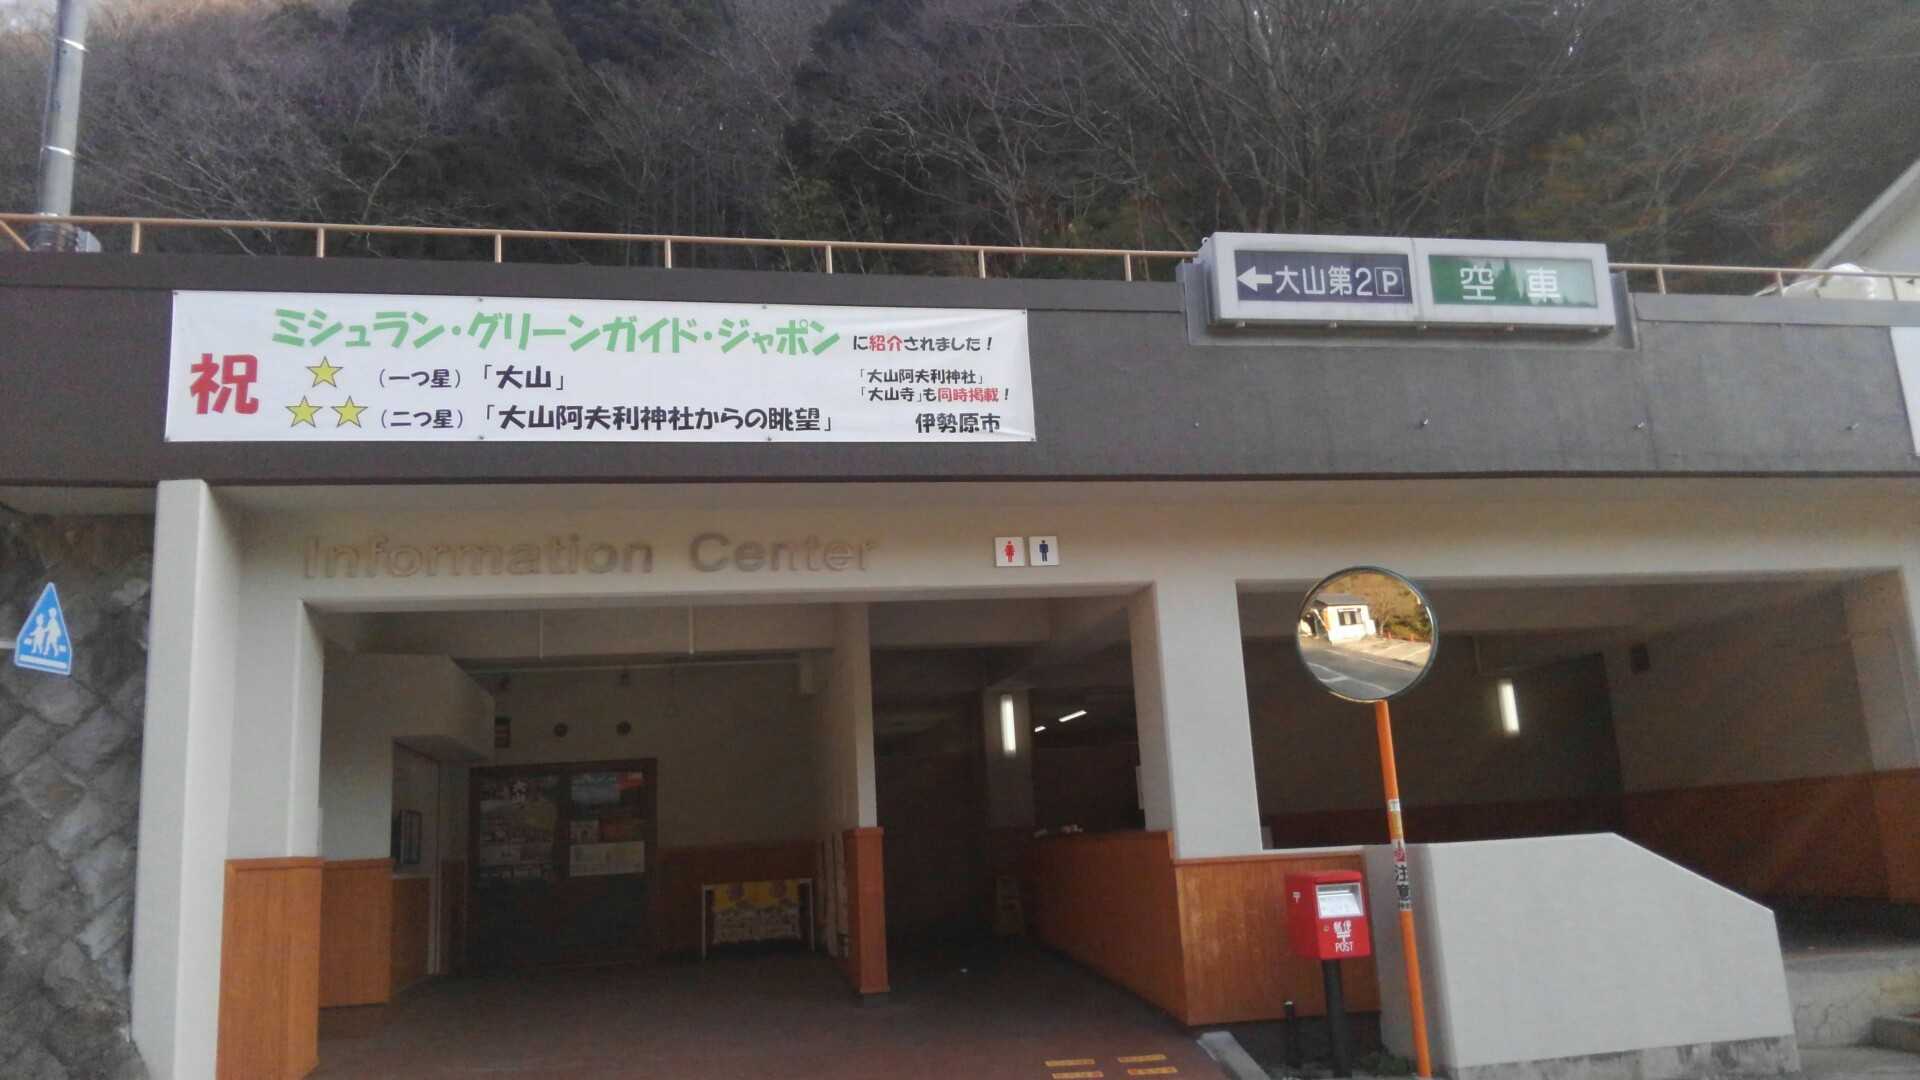 ミシュラン・グリーンガイド・ジャポン に紹介されました！
祝
★ （一つ星）「大山」
★★ （二つ星）「大山阿夫利神社からの眺望」
「大山阿夫利神社」
「大山寺」も同時掲載！
伊勢原市
←大山第2P
空車
Information Center
注意
〒
郵便
POST